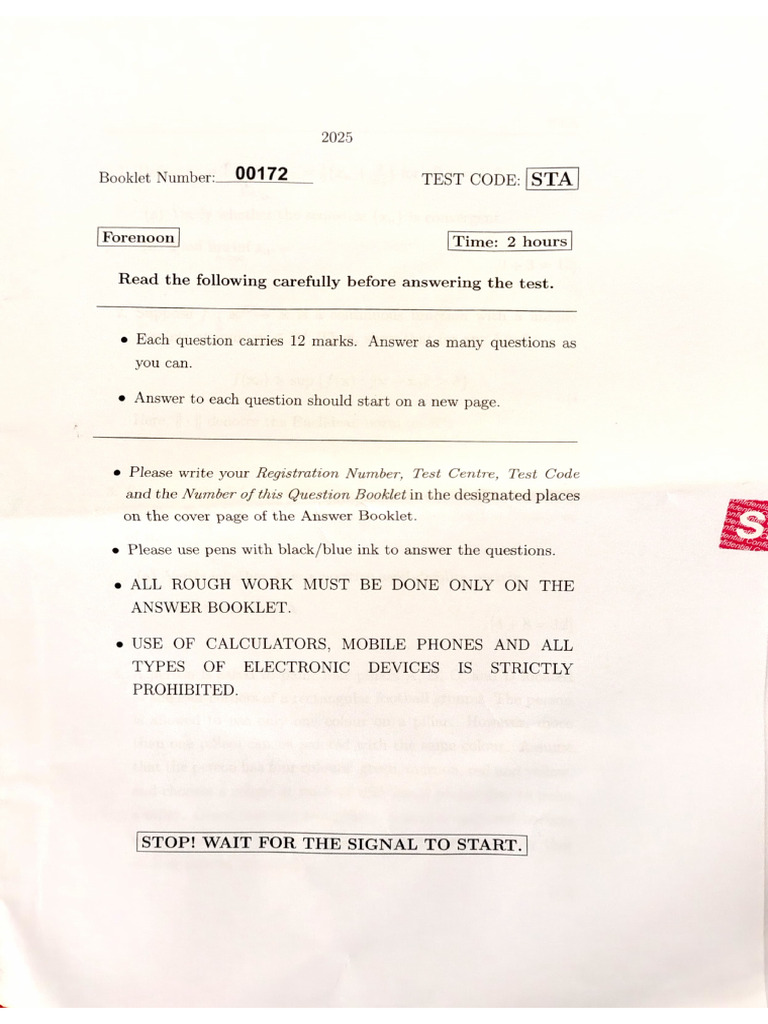 2025
Booklet Number: 00172 TEST CODE: STA
Forenoon Time: 2 hours
Read the following carefully before answering the test.
• Each question carries 12 marks. Answer as many questions as
you can.
• Answer to each question should start on a new page.
• Please write your Registration Number, Test Centre, Test Code
and the Number of this Question Booklet in the designated places
on the cover page of the Answer Booklet.
• Please use pens with black/blue ink to answer the questions.
• ALL ROUGH WORK MUST BE DONE ONLY ON THE
ANSWER BOOKLET.
• USE OF CALCULATORS, MOBILE PHONES AND ALL
TYPES OF ELECTRONIC DEVICES IS STRICTLY
PROHIBITED.
STOP! WAIT FOR THE SIGNAL TO START.
S